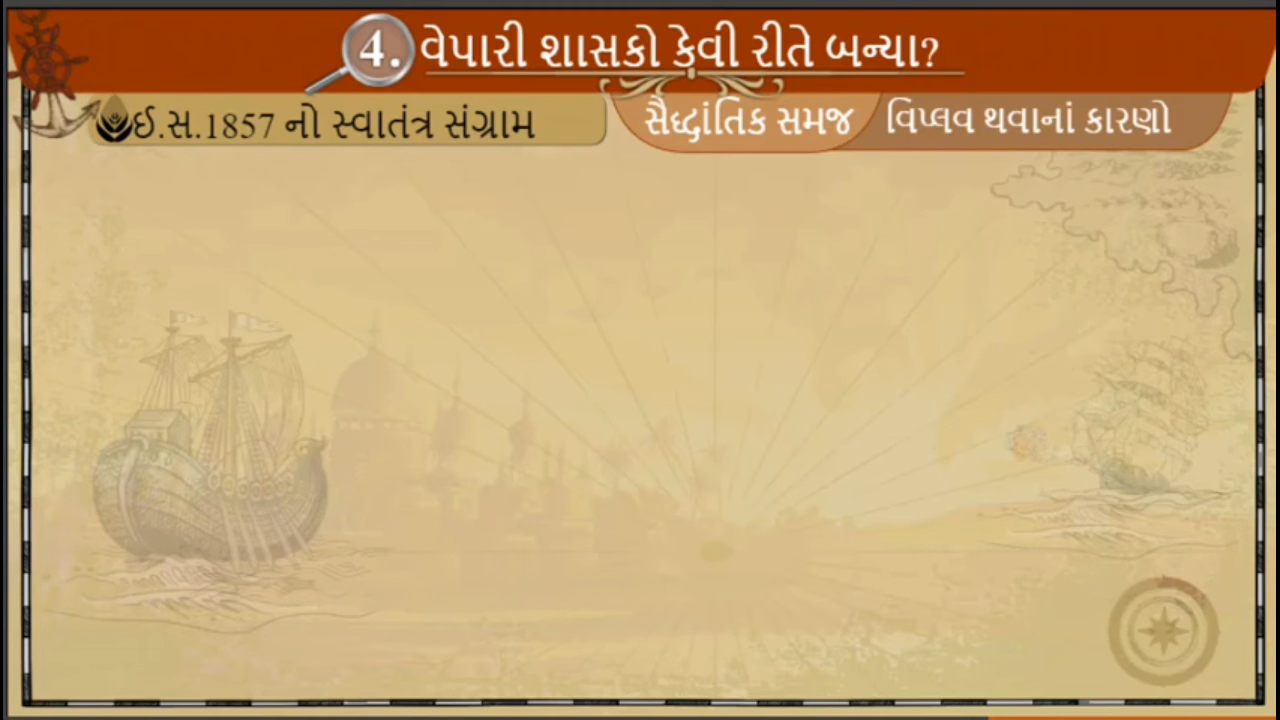 4. વેપારી શાસકો કેવી રીતે બન્યા?
ઈ.સ.1857 નો સ્વાતંત્ર સંગ્રામ
સૈદ્ધાંતિક સમજ
વિપ્લવ થવાનાં કારણો